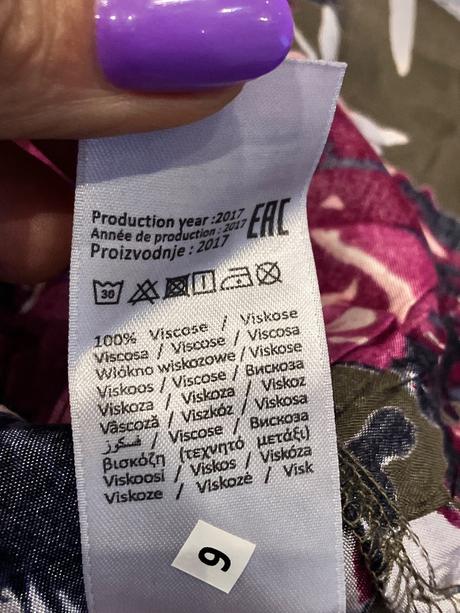 Production year :2017
Année de production : 2017
Proizvodnje : 2017
EAC
30
100% Viscose / Viskose
Viscosa / Viscose / Viscosa
Włókno wiskozowe / Viskose
Viskoos / Viscose / Вискоза
Viskoza / Viskoza / Viskoz
Vâscoză / Viszkóz / Viskosa
فسكوز / Viscose / Вискоза
βισκόζη (τεχνητό μετάξι)
Viskoosi / Viskos / Viskóza
Viskoze / Viskozė / Visk
9